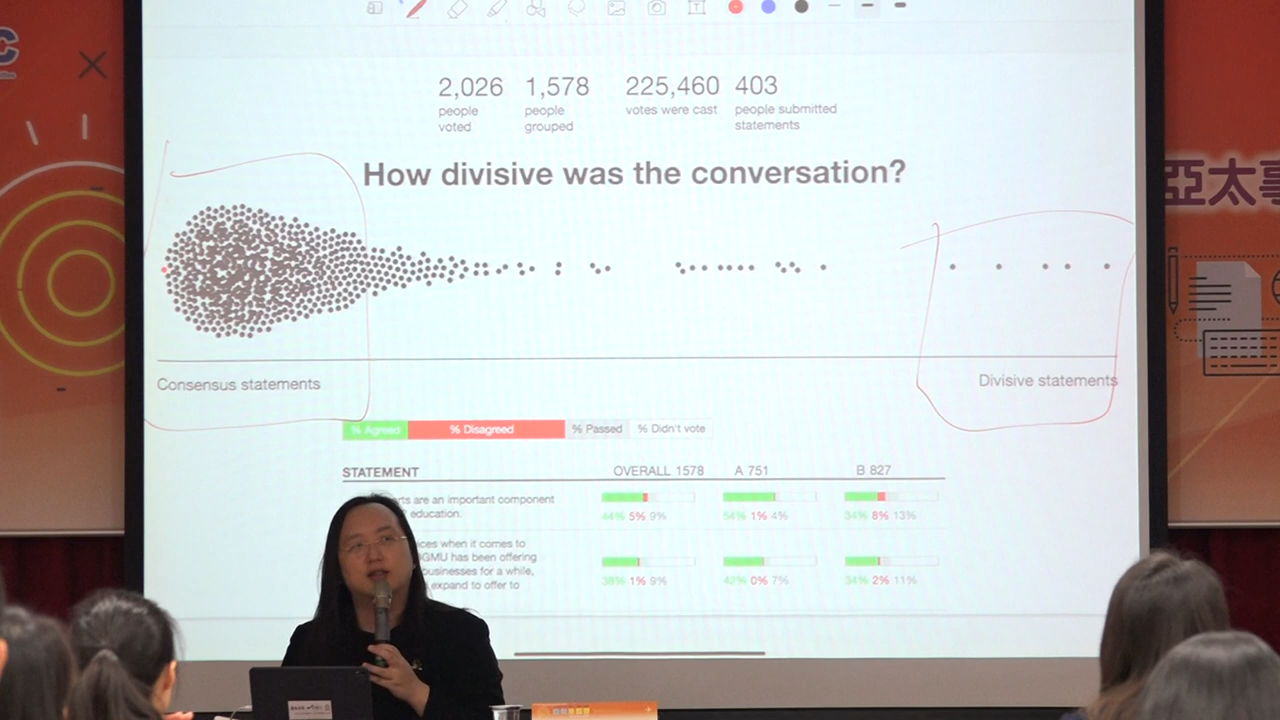 2,026 1,578 225,460 403
people voted
people grouped
votes were cast
people submitted statements
How divisive was the conversation?
Consensus statements
Divisive statements
% Agreed % Disagreed % Passed % Didn't vote
STATEMENT OVERALL 1578 A 751 B 827
are an important component
education.
44% 5% 9% 54% 1% 4% 34% 8% 13%
when it comes to
has been offering
businesses for a while,
expand to offer to
38% 1% 9% 42% 0% 7% 34% 2% 11%
亞太事